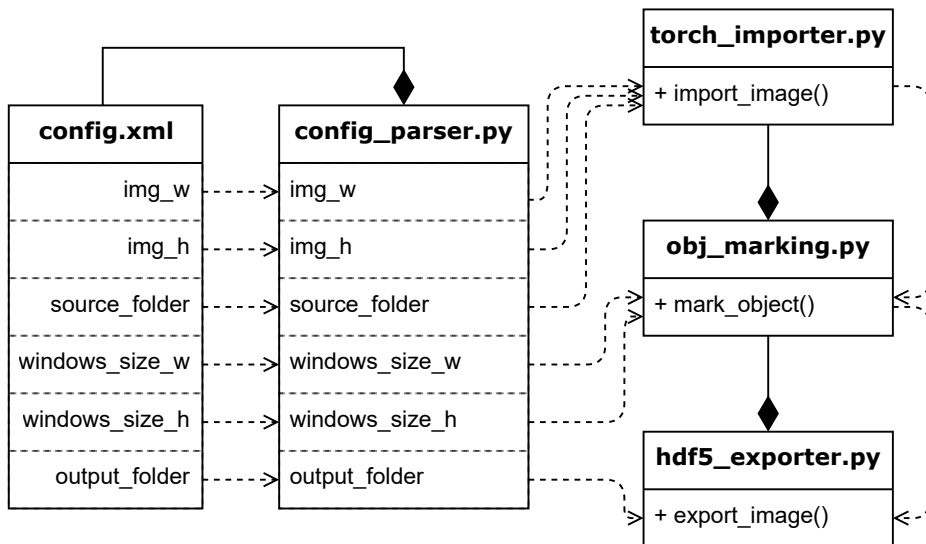 torch_importer.py
+ import_image()
config.xml
img_w
img_h
source_folder
windows_size_w
windows_size_h
output_folder
config_parser.py
img_w
img_h
source_folder
windows_size_w
windows_size_h
output_folder
obj_marking.py
+ mark_object()
hdf5_exporter.py
+ export_image()